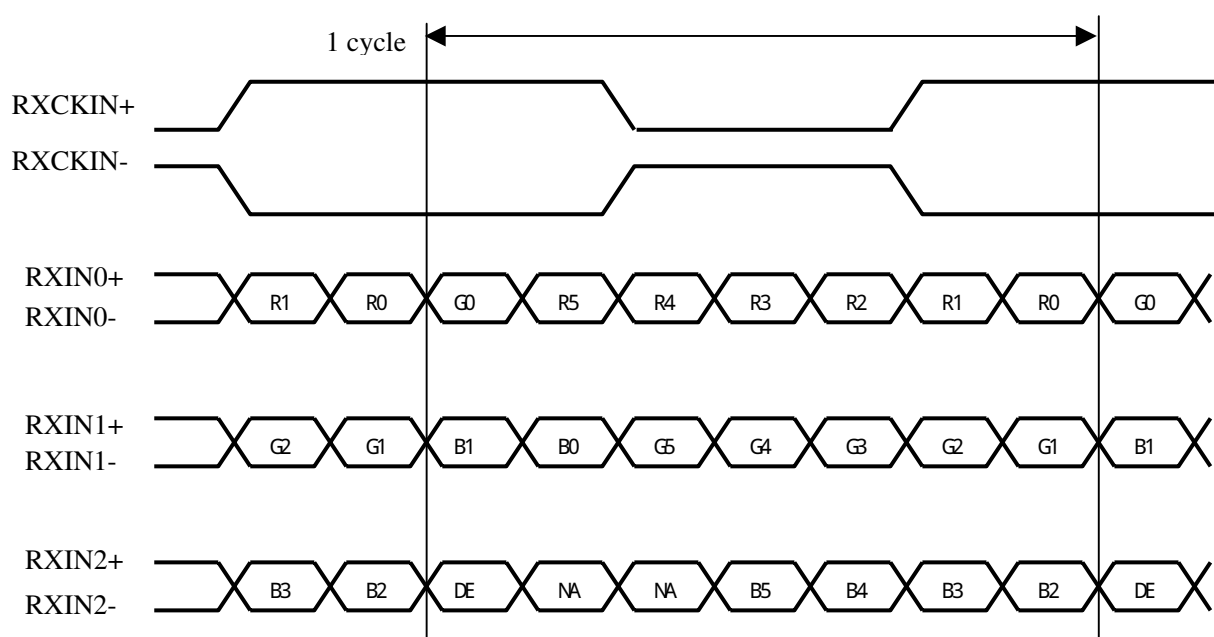 1 cycle
RXCKIN+
RXCKIN-
RXIN0+
R1 R0 G0 R5 R4 R3 R2 R1 R0 G0
RXIN0-
RXIN1+
G2 G1 B1 B0 G5 G4 G3 G2 G1 B1
RXIN1-
RXIN2+
B3 B2 DE NA NA B5 B4 B3 B2 DE
RXIN2-